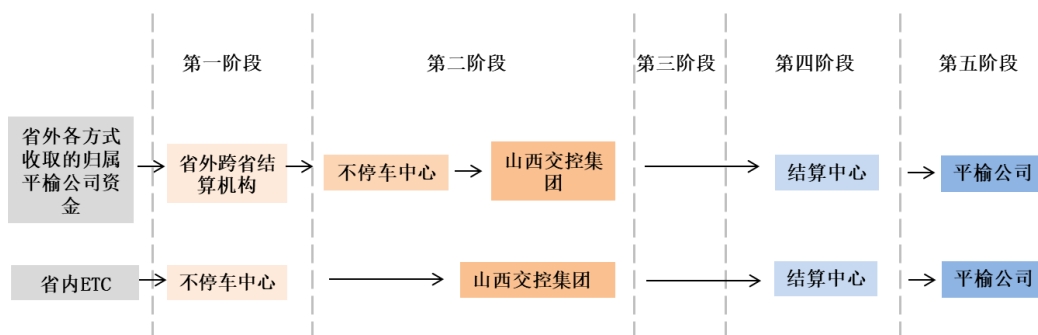 第一阶段
第二阶段
第三阶段
第四阶段
第五阶段
省外各方式
收取的归属
平榆公司资
金
省外跨省结
算机构
不停车中心
山西交控集
团
结算中心
平榆公司
省内ETC
不停车中心
山西交控集团
结算中心
平榆公司